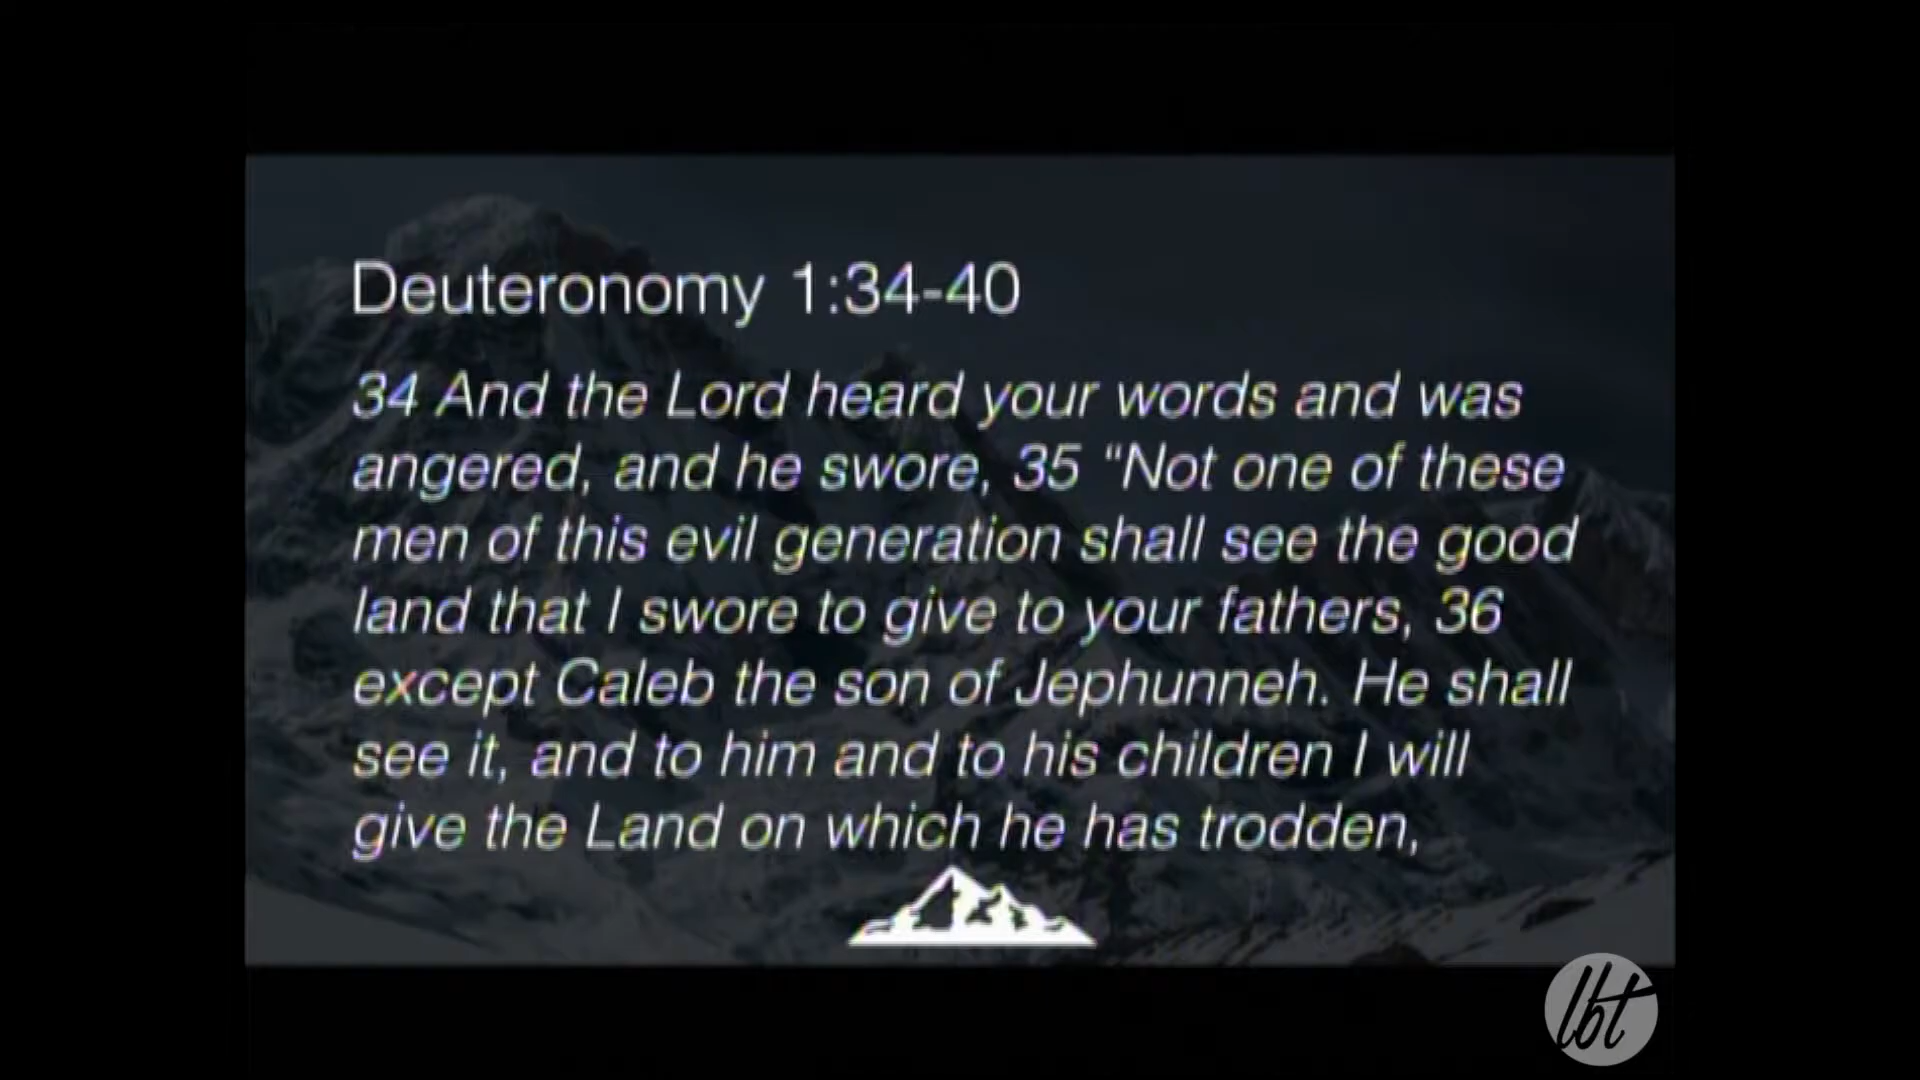 Deuteronomy 1:34-40
34 And the Lord heard your words and was
angered, and he swore, 35 “Not one of these
men of this evil generation shall see the good
land that I swore to give to your fathers, 36
except Caleb the son of Jephunneh. He shall
see it, and to him and to his children I will
give the Land on which he has trodden,
lbt